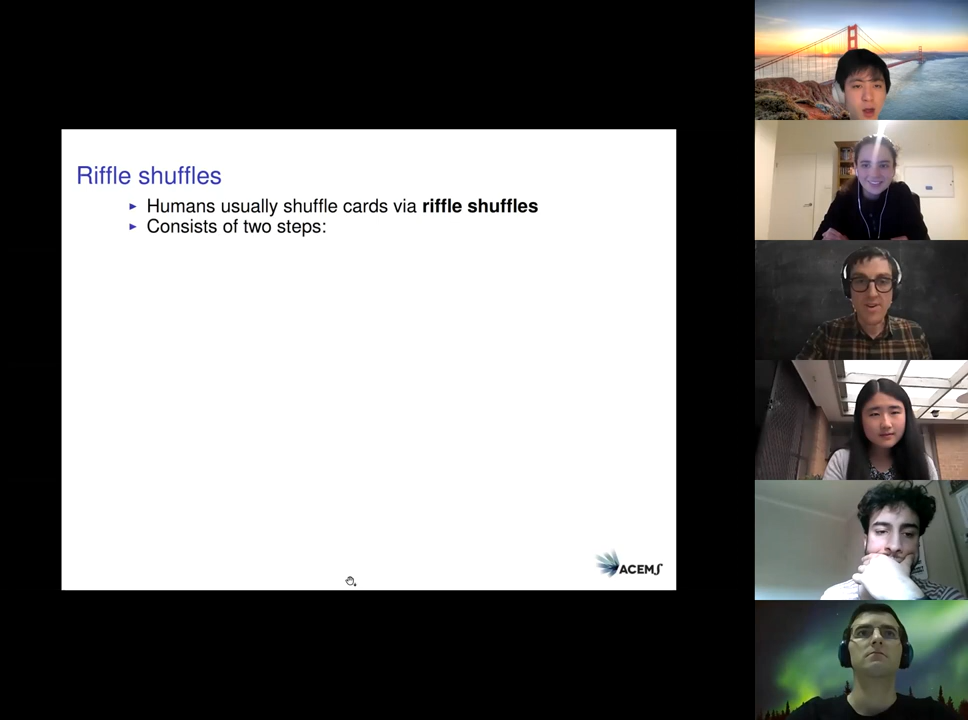 Riffle shuffles
Humans usually shuffle cards via riffle shuffles
Consists of two steps:
ACEMS